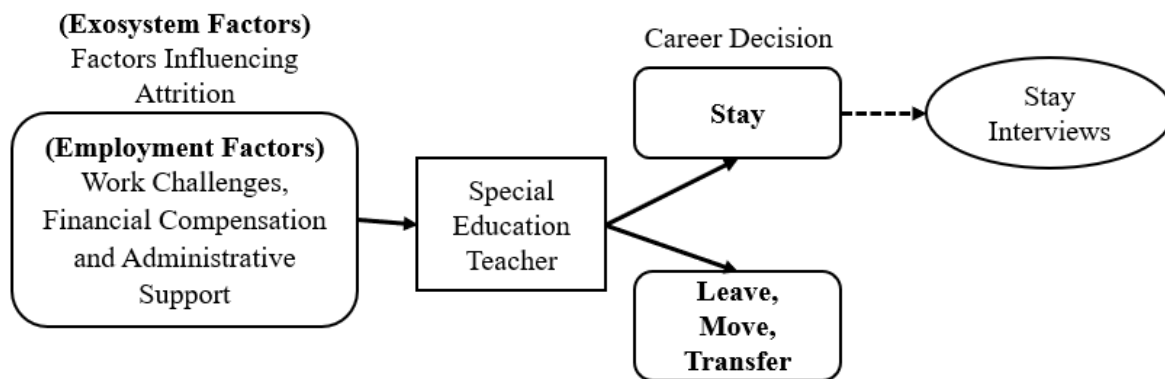 (Exosystem Factors)
Factors Influencing
Attrition
(Employment Factors)
Work Challenges,
Financial Compensation
and Administrative
Support
Special
Education
Teacher
Career Decision
Stay
Leave,
Move,
Transfer
Stay
Interviews